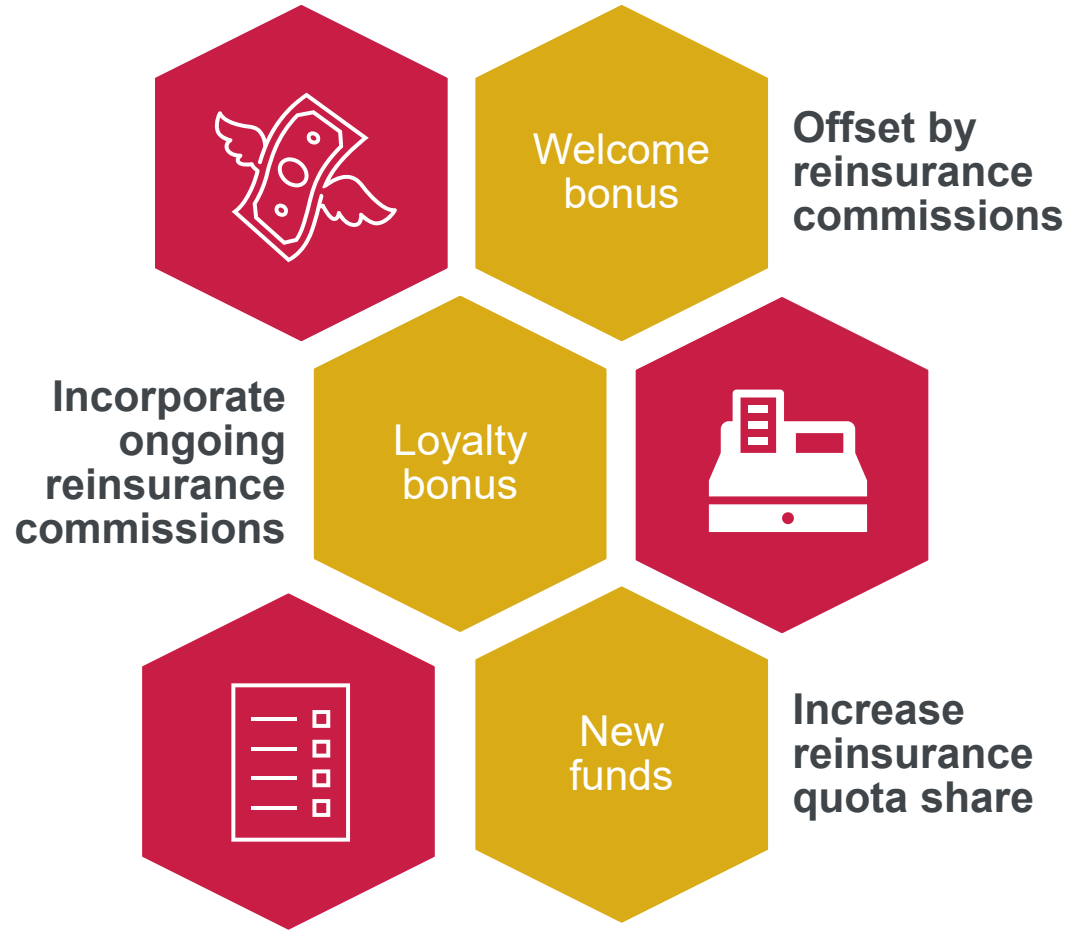 Welcome
bonus
Offset by
reinsurance
commissions
Incorporate
ongoing
reinsurance
commissions
Loyalty
bonus
New
funds
Increase
reinsurance
quota share